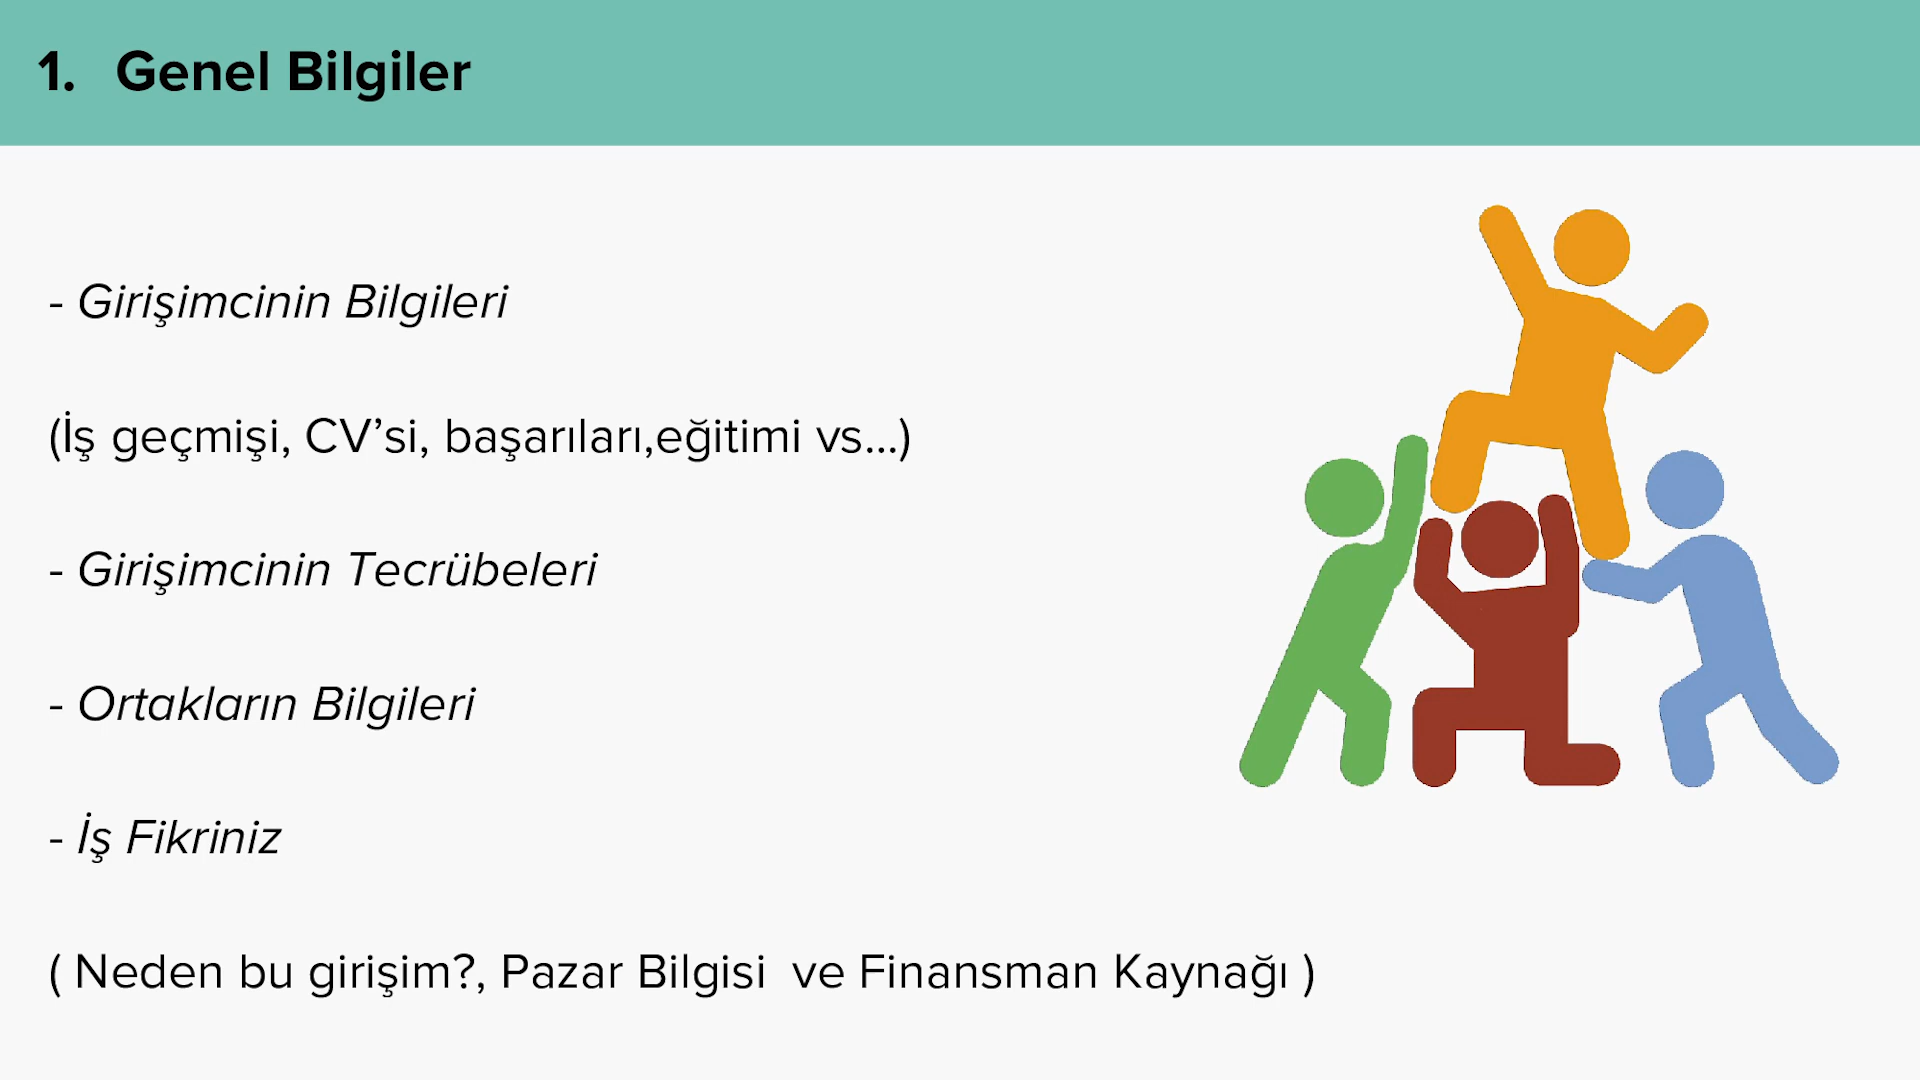 1. Genel Bilgiler
- Girişimcinin Bilgileri
(İş geçmişi, CV’si, başarıları,eğitimi vs...)
- Girişimcinin Tecrübeleri
- Ortakların Bilgileri
- İş Fikriniz
( Neden bu girişim?, Pazar Bilgisi  ve Finansman Kaynağı )